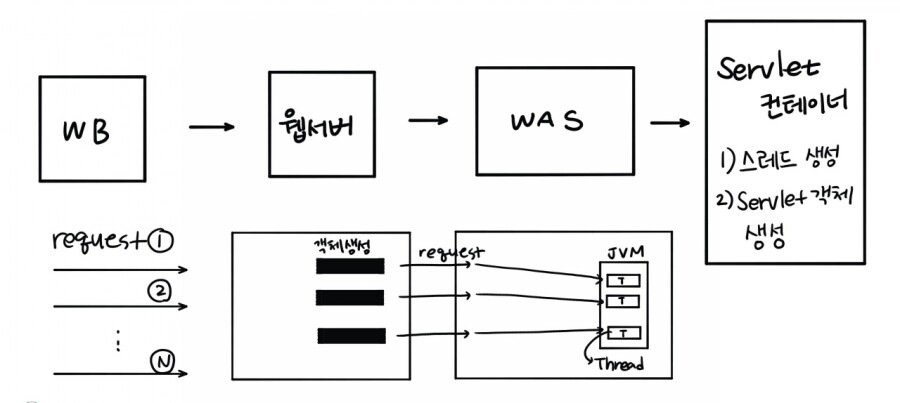 WB
웹서버
WAS
Servlet
컨테이너
1) 스레드 생성
2) Servlet 객체
생성
request ①
②
⋮
Ⓝ
객체생성
request
JVM
T
T
T
Thread